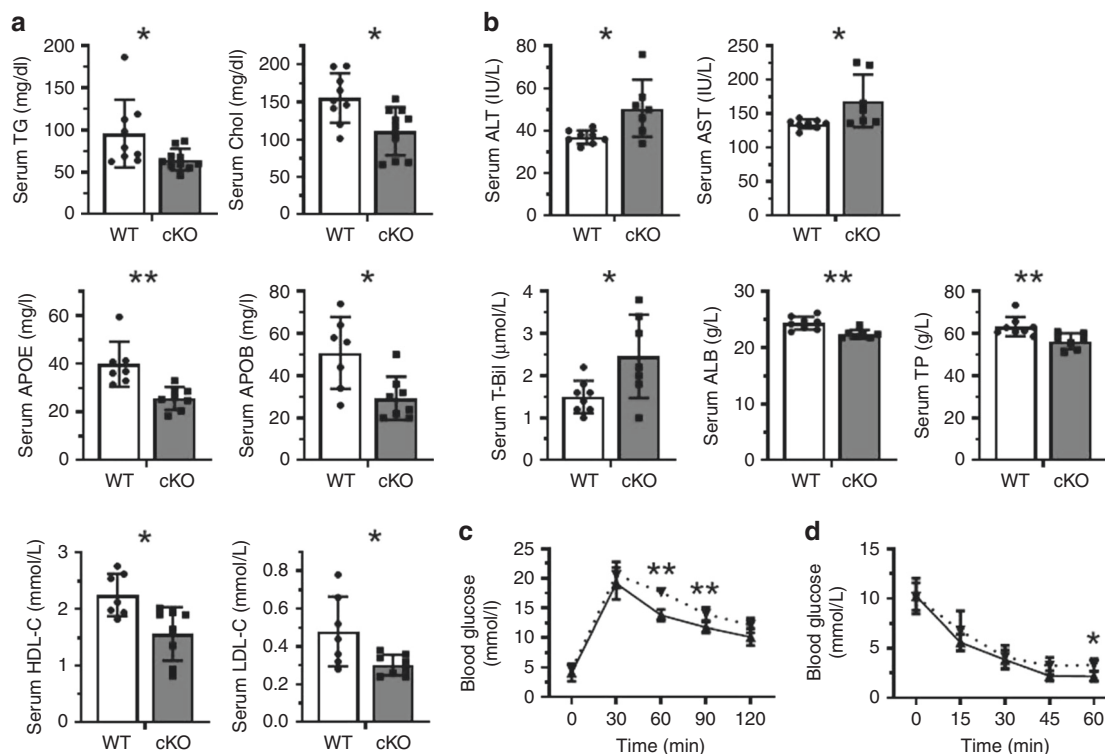 a
Serum TG (mg/dl)
200
150
100
50
0
*
WT cKO
Serum Chol (mg/dl)
250
200
150
100
50
0
*
WT cKO
b
Serum ALT (IU/L)
80
60
40
20
0
*
WT cKO
Serum AST (IU/L)
250
200
150
100
50
0
*
WT cKO
Serum APOE (mg/l)
60
40
20
0
**
WT cKO
Serum APOB (mg/l)
80
60
40
20
0
*
WT cKO
Serum T-Bil (μmol/L)
4
3
2
1
0
*
WT cKO
Serum ALB (g/L)
30
20
10
0
**
WT cKO
Serum TP (g/L)
80
60
40
20
0
**
WT cKO
Serum HDL-C (mmol/L)
3
2
1
0
*
WT cKO
Serum LDL-C (mmol/L)
1.0
0.8
0.6
0.4
0.2
0.0
*
WT cKO
c
Blood glucose
(mmol/l)
25
20
15
10
5
0
** **
0 30 60 90 120
Time (min)
d
Blood glucose
(mmol/L)
15
10
5
0
*
0 15 30 45 60
Time (min)